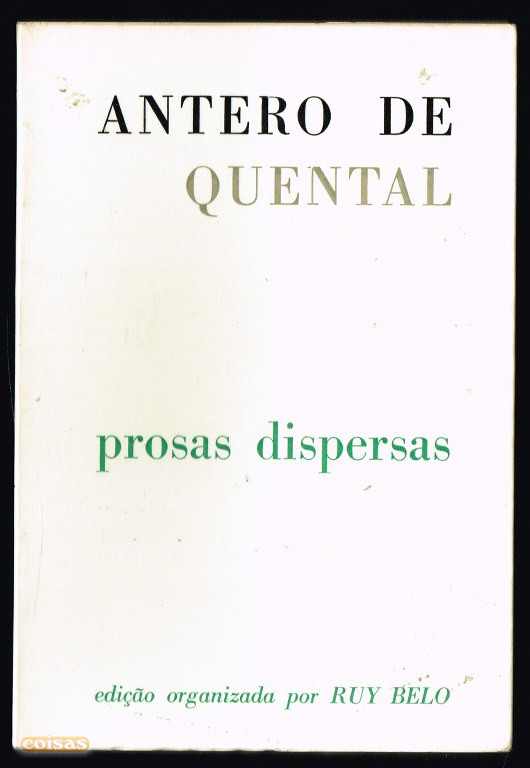 ANTERO DE
QUENTAL
prosas dispersas
edição organizada por RUY BELO
coisas